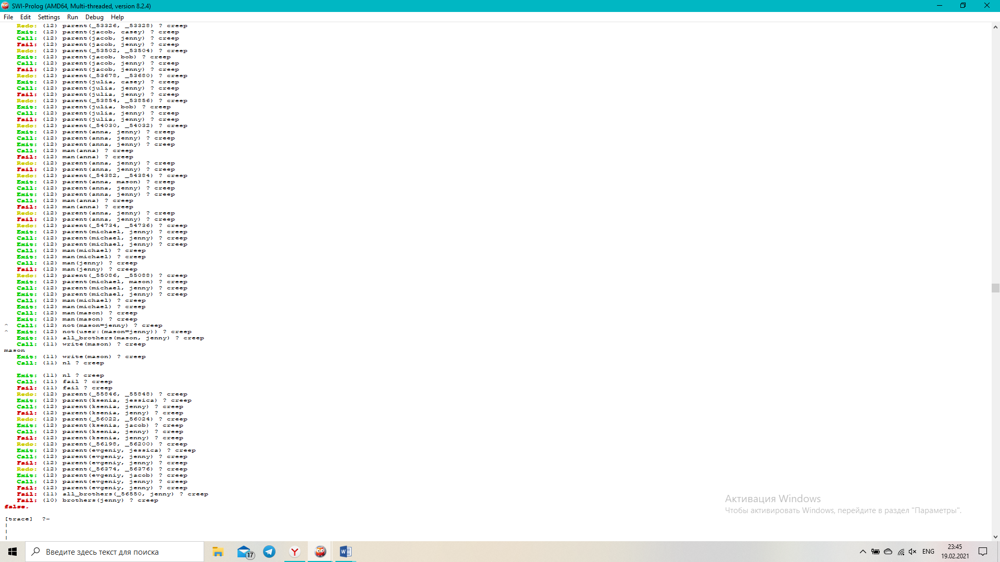 SWI-Prolog (AMD64, Multi-threaded, version 8.2.4)
File Edit Settings Run Debug Help
Redo: (12) parent(_53326, _53328) ? creep
Exit: (12) parent(jacob, casey) ? creep
Call: (12) parent(jacob, jenny) ? creep
Fail: (12) parent(jacob, jenny) ? creep
Redo: (12) parent(_53502, _53504) ? creep
Exit: (12) parent(jacob, bob) ? creep
Call: (12) parent(jacob, jenny) ? creep
Fail: (12) parent(jacob, jenny) ? creep
Redo: (12) parent(_53678, _53680) ? creep
Exit: (12) parent(julia, casey) ? creep
Call: (12) parent(julia, jenny) ? creep
Fail: (12) parent(julia, jenny) ? creep
Redo: (12) parent(_53854, _53856) ? creep
Exit: (12) parent(julia, bob) ? creep
Call: (12) parent(julia, jenny) ? creep
Fail: (12) parent(julia, jenny) ? creep
Redo: (12) parent(_54030, _54032) ? creep
Exit: (12) parent(anna, jenny) ? creep
Call: (12) parent(anna, jenny) ? creep
Exit: (12) parent(anna, jenny) ? creep
Call: (12) man(anna) ? creep
Fail: (12) man(anna) ? creep
Redo: (12) parent(anna, jenny) ? creep
Fail: (12) parent(anna, jenny) ? creep
Redo: (12) parent(_54382, _54384) ? creep
Exit: (12) parent(anna, mason) ? creep
Call: (12) parent(anna, jenny) ? creep
Exit: (12) parent(anna, jenny) ? creep
Call: (12) man(anna) ? creep
Fail: (12) man(anna) ? creep
Redo: (12) parent(anna, jenny) ? creep
Fail: (12) parent(anna, jenny) ? creep
Redo: (12) parent(_54734, _54736) ? creep
Exit: (12) parent(michael, jenny) ? creep
Call: (12) parent(michael, jenny) ? creep
Exit: (12) parent(michael, jenny) ? creep
Call: (12) man(michael) ? creep
Exit: (12) man(michael) ? creep
Call: (12) man(jenny) ? creep
Fail: (12) man(jenny) ? creep
Redo: (12) parent(_55086, _55088) ? creep
Exit: (12) parent(michael, mason) ? creep
Call: (12) parent(michael, jenny) ? creep
Exit: (12) parent(michael, jenny) ? creep
Call: (12) man(michael) ? creep
Exit: (12) man(michael) ? creep
Call: (12) man(mason) ? creep
Exit: (12) man(mason) ? creep
^ Call: (12) not(mason=jenny) ? creep
^ Exit: (12) not(user:(mason=jenny)) ? creep
Exit: (11) all_brothers(mason, jenny) ? creep
Call: (11) write(mason) ? creep
mason
Exit: (11) write(mason) ? creep
Call: (11) nl ? creep
Exit: (11) nl ? creep
Call: (11) fail ? creep
Fail: (11) fail ? creep
Redo: (12) parent(_55846, _55848) ? creep
Exit: (12) parent(ksenia, jessica) ? creep
Call: (12) parent(ksenia, jenny) ? creep
Fail: (12) parent(ksenia, jenny) ? creep
Redo: (12) parent(_56022, _56024) ? creep
Exit: (12) parent(ksenia, jacob) ? creep
Call: (12) parent(ksenia, jenny) ? creep
Fail: (12) parent(ksenia, jenny) ? creep
Redo: (12) parent(_56198, _56200) ? creep
Exit: (12) parent(evgeniy, jessica) ? creep
Call: (12) parent(evgeniy, jenny) ? creep
Fail: (12) parent(evgeniy, jenny) ? creep
Redo: (12) parent(_56374, _56376) ? creep
Exit: (12) parent(evgeniy, jacob) ? creep
Call: (12) parent(evgeniy, jenny) ? creep
Fail: (12) parent(evgeniy, jenny) ? creep
Fail: (11) all_brothers(_56550, jenny) ? creep
Fail: (10) brothers(jenny) ? creep
false.
[trace] ?-
Активация Windows
Чтобы активировать Windows, перейдите в раздел "Параметры".
Введите здесь текст для поиска
17
ENG
23:45
19.02.2021